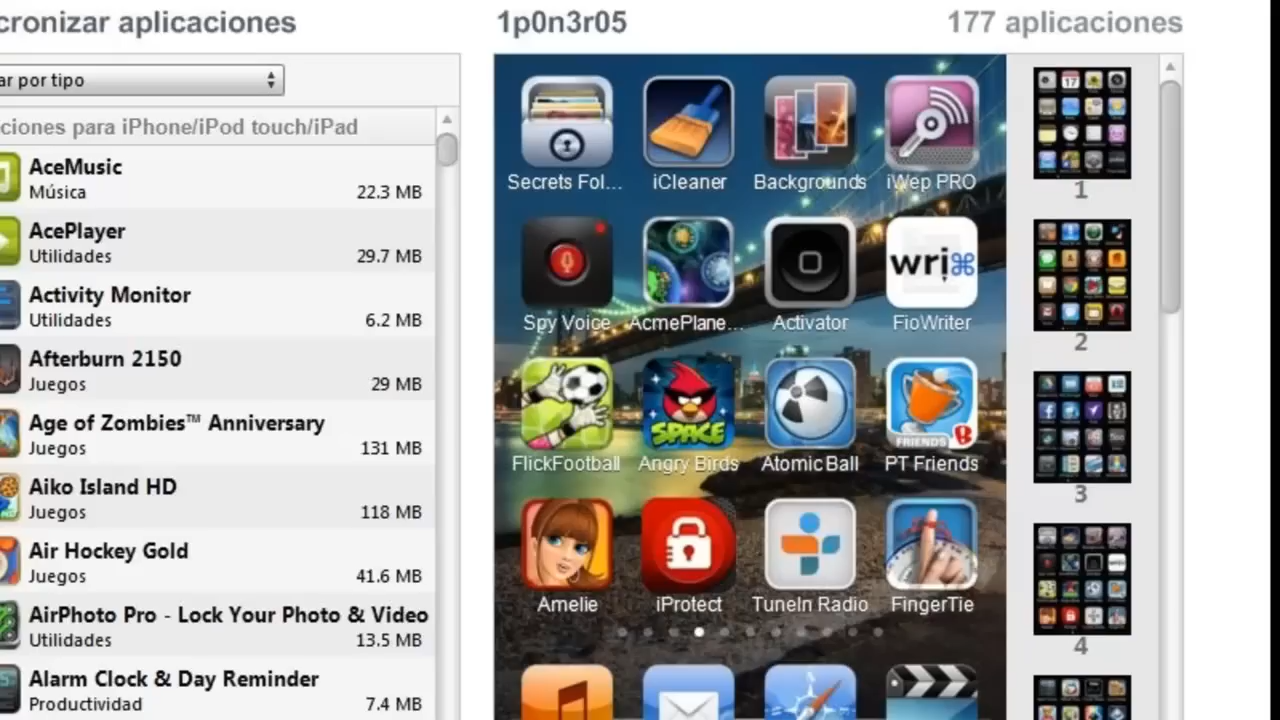 cronizar aplicaciones
1p0n3r05
177 aplicaciones
ar por tipo
ciones para iPhone/iPod touch/iPad
AceMusic
Música 22.3 MB
AcePlayer
Utilidades 29.7 MB
Activity Monitor
Utilidades 6.2 MB
Afterburn 2150
Juegos 29 MB
Age of Zombies™ Anniversary
Juegos 131 MB
Aiko Island HD
Juegos 118 MB
Air Hockey Gold
Juegos 41.6 MB
AirPhoto Pro - Lock Your Photo & Video
Utilidades 13.5 MB
Alarm Clock & Day Reminder
Productividad 7.4 MB
Secrets Fol... iCleaner Backgrounds iWep PRO
wri⌘
Spy Voice AcmePlane... Activator FioWriter
SPACE
FRIENDS
FlickFootball Angry Birds Atomic Ball PT Friends
Amelie iProtect TuneIn Radio FingerTie
17
1
2
3
4